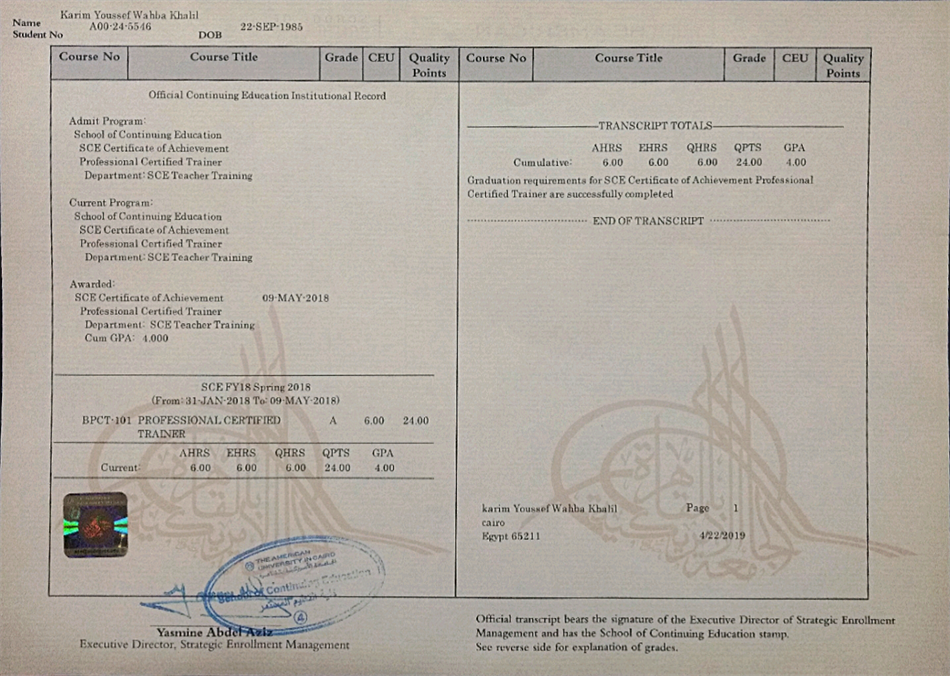 Name Karim Youssef Wahba Khalil
Student No A00-24-5546 DOB 22-SEP-1985
Course No Course Title Grade CEU Quality Points
Official Continuing Education Institutional Record
Admit Program:
School of Continuing Education
SCE Certificate of Achievement
Professional Certified Trainer
Department: SCE Teacher Training
Current Program:
School of Continuing Education
SCE Certificate of Achievement
Professional Certified Trainer
Department: SCE Teacher Training
Awarded:
SCE Certificate of Achievement 09-MAY-2018
Professional Certified Trainer
Department: SCE Teacher Training
Cum GPA: 4.000
SCE FY18 Spring 2018
(From: 31-JAN-2018 To: 09-MAY-2018)
BPCT-101 PROFESSIONAL CERTIFIED A 6.00 24.00
TRAINER
AHRS EHRS QHRS QPTS GPA
Current: 6.00 6.00 6.00 24.00 4.00
THE AMERICAN
UNIVERSITY IN CAIRO
School of Continuing Education
4
Yasmine Abdel Aziz
Executive Director, Strategic Enrollment Management
Course No Course Title Grade CEU Quality Points
TRANSCRIPT TOTALS
AHRS EHRS QHRS QPTS GPA
Cumulative: 6.00 6.00 6.00 24.00 4.00
Graduation requirements for SCE Certificate of Achievement Professional
Certified Trainer are successfully completed
END OF TRANSCRIPT
karim Youssef Wahba Khalil Page 1
cairo
Egypt 65211 4/22/2019
Official transcript bears the signature of the Executive Director of Strategic Enrollment
Management and has the School of Continuing Education stamp.
See reverse side for explanation of grades.